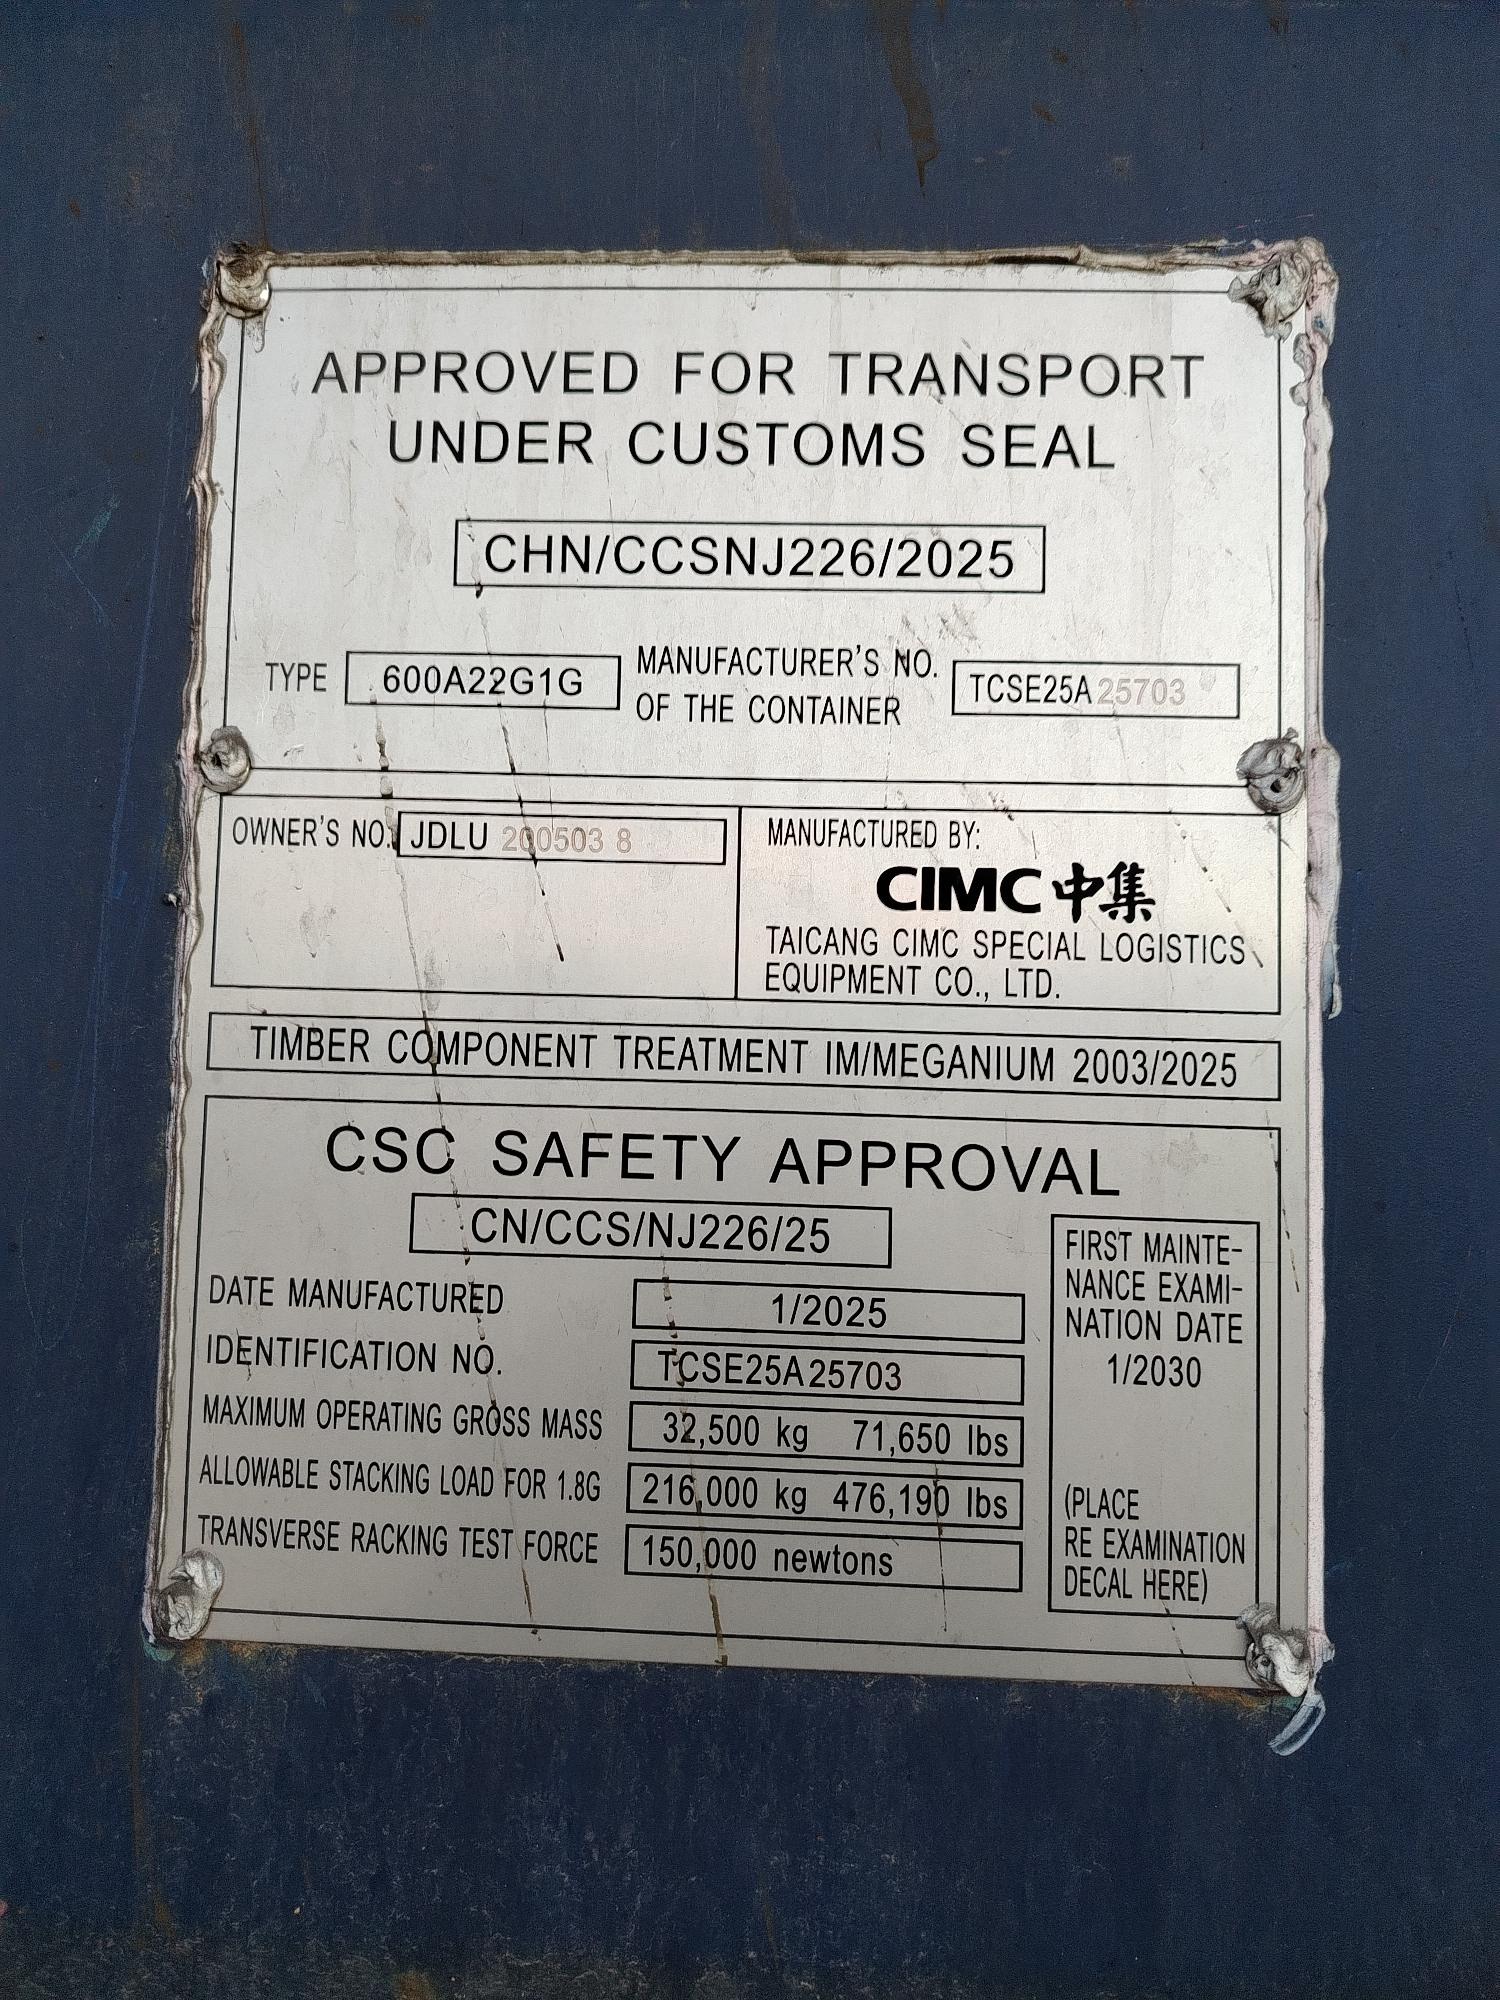 APPROVED FOR TRANSPORT
UNDER CUSTOMS SEAL
CHN/CCSNJ226/2025
TYPE 600A22G1G MANUFACTURER'S NO. OF THE CONTAINER TCSE25A25703
OWNER'S NO. JDLU 200503 8
MANUFACTURED BY:
CIMC 中集
TAICANG CIMC SPECIAL LOGISTICS
EQUIPMENT CO., LTD.
TIMBER COMPONENT TREATMENT IM/MEGANIUM 2003/2025
CSC SAFETY APPROVAL
CN/CCS/NJ226/25
DATE MANUFACTURED 1/2025
IDENTIFICATION NO. TCSE25A25703
MAXIMUM OPERATING GROSS MASS 32,500 kg 71,650 lbs
ALLOWABLE STACKING LOAD FOR 1.8G 216,000 kg 476,190 lbs
TRANSVERSE RACKING TEST FORCE 150,000 newtons
FIRST MAINTE-
NANCE EXAMI-
NATION DATE
1/2030
(PLACE
RE EXAMINATION
DECAL HERE)